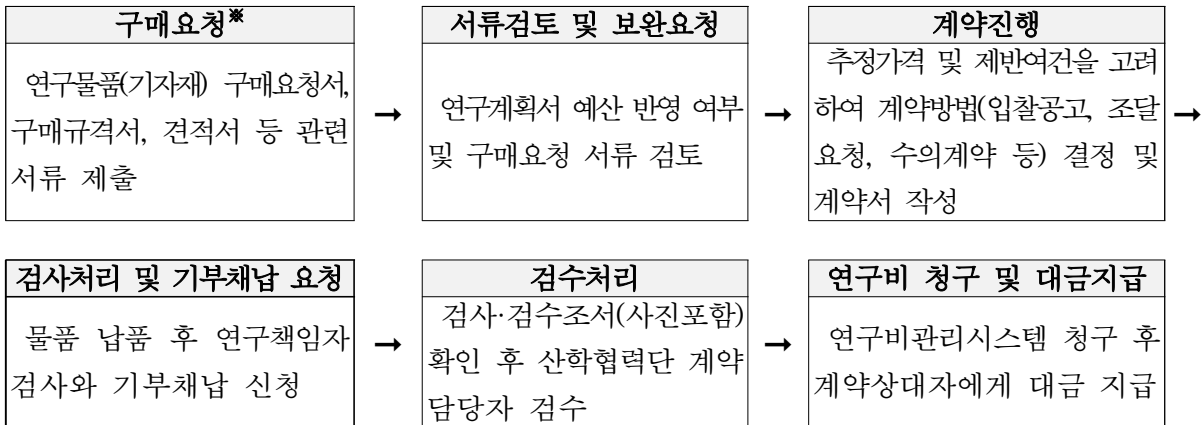 구매요청※
연구물품(기자재) 구매요청서,
구매규격서, 견적서 등 관련
서류 제출
→
서류검토 및 보완요청
연구계획서 예산 반영 여부
및 구매요청 서류 검토
→
계약진행
추정가격 및 제반여건을 고려
하여 계약방법(입찰공고, 조달
요청, 수의계약 등) 결정 및
계약서 작성
→
검사처리 및 기부채납 요청
물품 납품 후 연구책임자
검사와 기부채납 신청
→
검수처리
검사·검수조서(사진포함)
확인 후 산학협력단 계약
담당자 검수
→
연구비 청구 및 대금지급
연구비관리시스템 청구 후
계약상대자에게 대금 지급